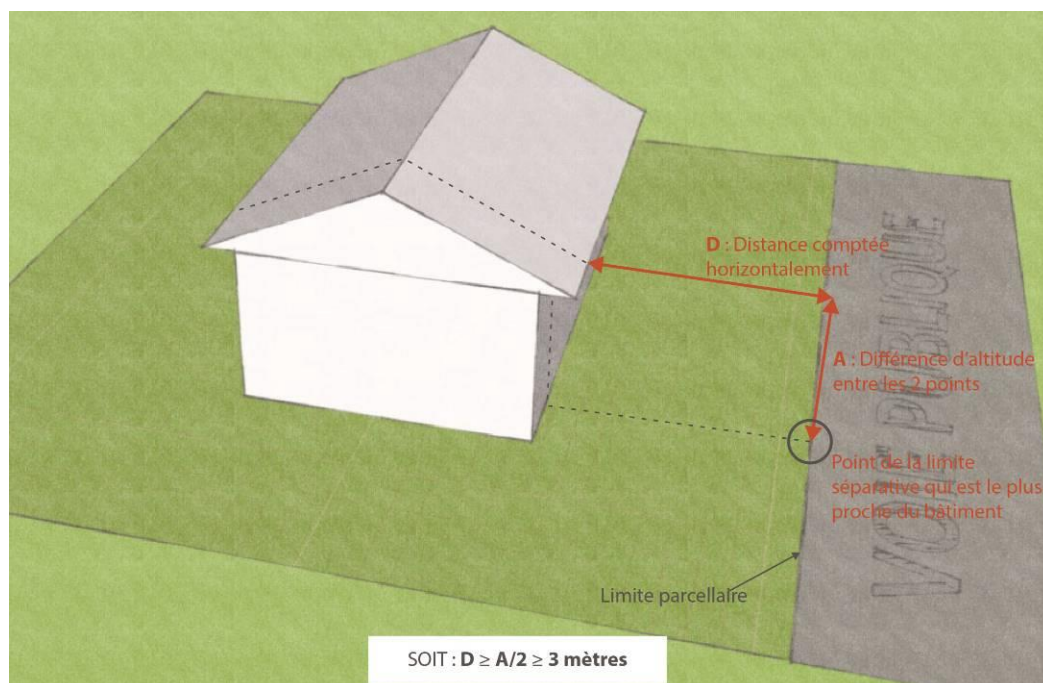 D : Distance comptée
horizontalement
A : Différence d'altitude
entre les 2 points
Point de la limite
séparative qui est le plus
proche du bâtiment
VOIE PUBLIQUE
Limite parcellaire
SOIT : D ≥ A/2 ≥ 3 mètres